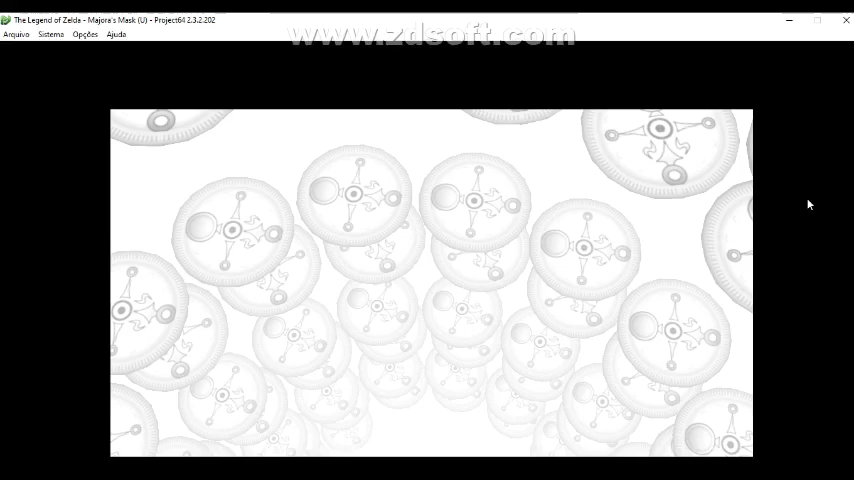 The Legend of Zelda - Majora's Mask (U) - Project64 2.3.2.202
www.zdsoft.com
Arquivo Sistema Opções Ajuda